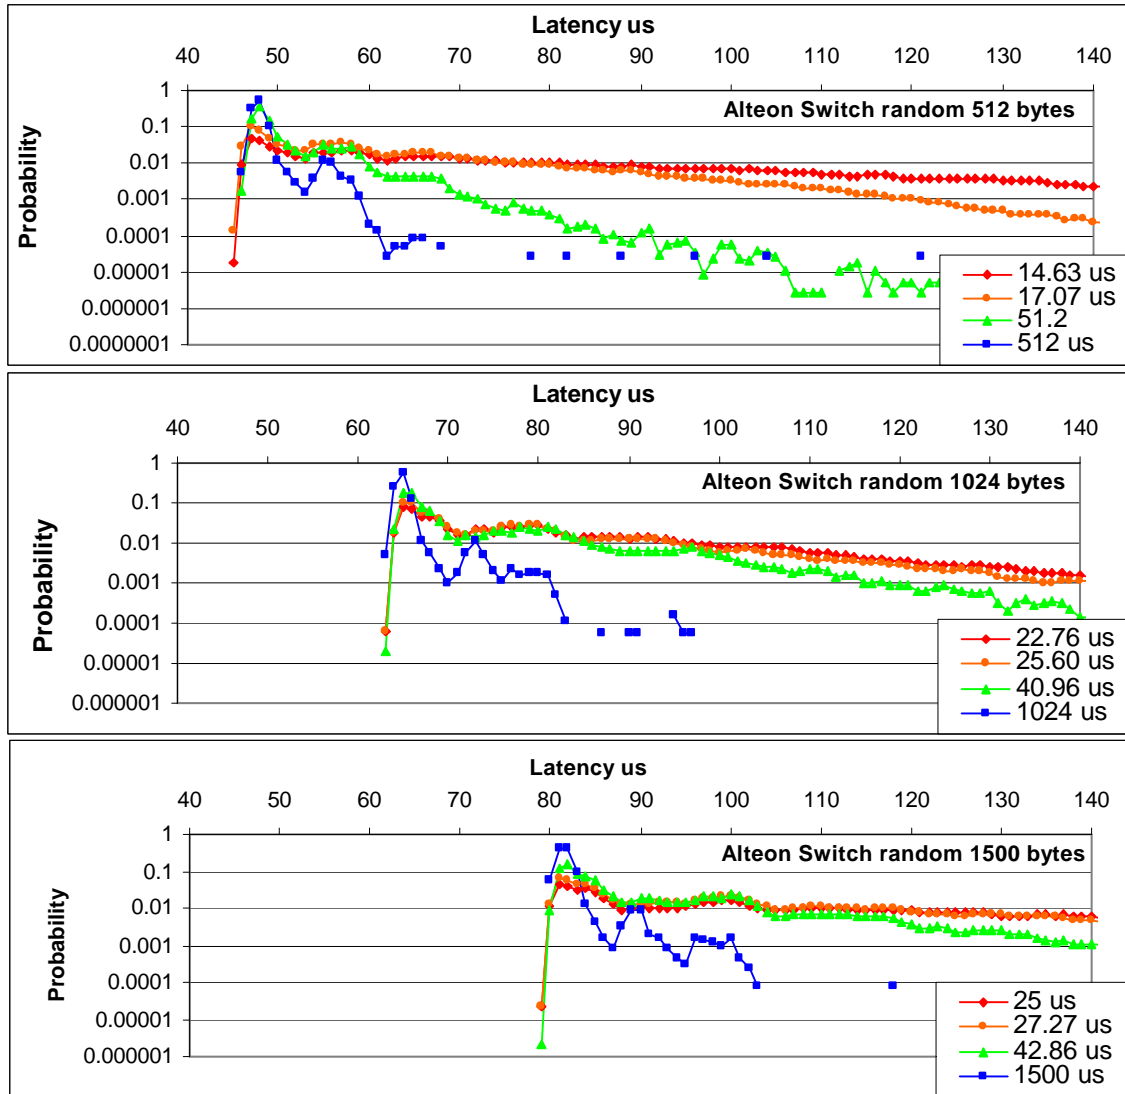 Latency us
40 50 60 70 80 90 100 110 120 130 140
Alteon Switch random 512 bytes
Probability
1
0.1
0.01
0.001
0.0001
0.00001
0.000001
0.0000001
14.63 us
17.07 us
51.2
512 us
Latency us
40 50 60 70 80 90 100 110 120 130 140
Alteon Switch random 1024 bytes
Probability
1
0.1
0.01
0.001
0.0001
0.00001
0.000001
22.76 us
25.60 us
40.96 us
1024 us
Latency us
40 50 60 70 80 90 100 110 120 130 140
Alteon Switch random 1500 bytes
Probability
1
0.1
0.01
0.001
0.0001
0.00001
0.000001
25 us
27.27 us
42.86 us
1500 us